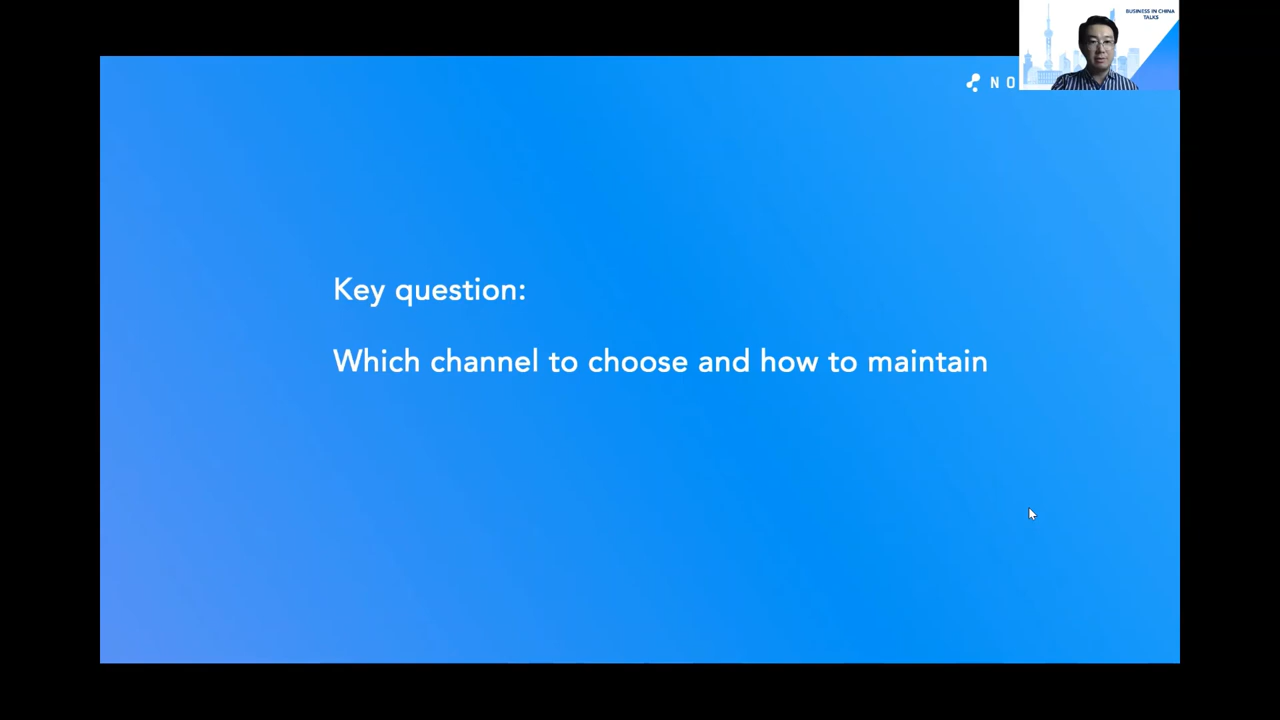 BUSINESS IN CHINA
TALKS
NO
Key question:
Which channel to choose and how to maintain